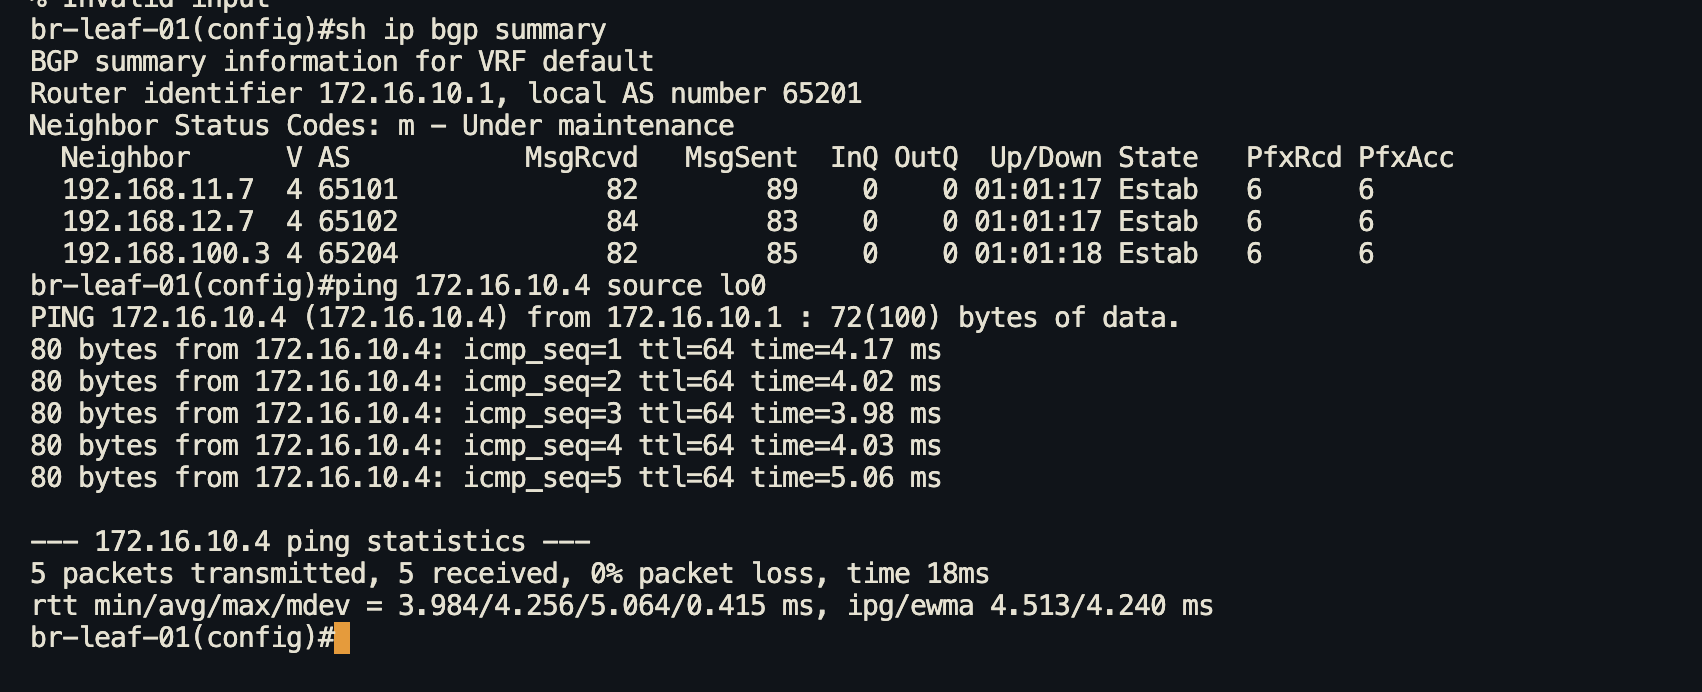 % Invalid input
br-leaf-01(config)#sh ip bgp summary
BGP summary information for VRF default
Router identifier 172.16.10.1, local AS number 65201
Neighbor Status Codes: m - Under maintenance
  Neighbor      V AS           MsgRcvd   MsgSent  InQ OutQ  Up/Down State   PfxRcd PfxAcc
  192.168.11.7  4 65101             82        89    0    0 01:01:17 Estab   6      6
  192.168.12.7  4 65102             84        83    0    0 01:01:17 Estab   6      6
  192.168.100.3 4 65204             82        85    0    0 01:01:18 Estab   6      6
br-leaf-01(config)#ping 172.16.10.4 source lo0
PING 172.16.10.4 (172.16.10.4) from 172.16.10.1 : 72(100) bytes of data.
80 bytes from 172.16.10.4: icmp_seq=1 ttl=64 time=4.17 ms
80 bytes from 172.16.10.4: icmp_seq=2 ttl=64 time=4.02 ms
80 bytes from 172.16.10.4: icmp_seq=3 ttl=64 time=3.98 ms
80 bytes from 172.16.10.4: icmp_seq=4 ttl=64 time=4.03 ms
80 bytes from 172.16.10.4: icmp_seq=5 ttl=64 time=5.06 ms

--- 172.16.10.4 ping statistics ---
5 packets transmitted, 5 received, 0% packet loss, time 18ms
rtt min/avg/max/mdev = 3.984/4.256/5.064/0.415 ms, ipg/ewma 4.513/4.240 ms
br-leaf-01(config)#